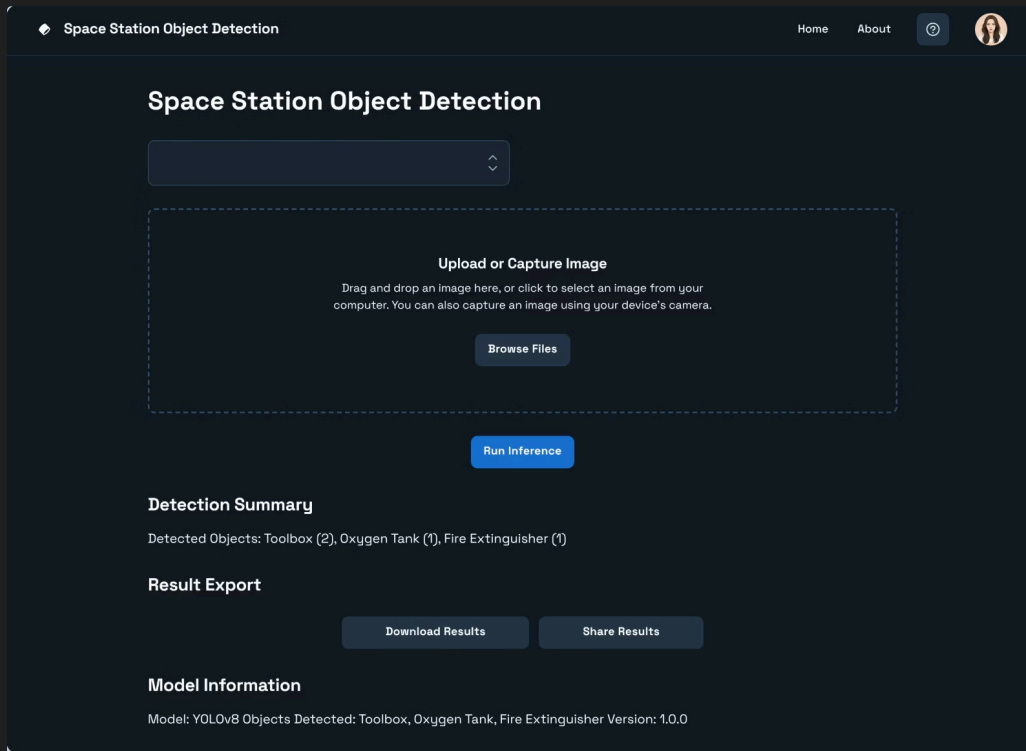 Space Station Object Detection
Home
About
Space Station Object Detection
Upload or Capture Image
Drag and drop an image here, or click to select an image from your
computer. You can also capture an image using your device's camera.
Browse Files
Run Inference
Detection Summary
Detected Objects: Toolbox (2), Oxygen Tank (1), Fire Extinguisher (1)
Result Export
Download Results
Share Results
Model Information
Model: YOLOv8 Objects Detected: Toolbox, Oxygen Tank, Fire Extinguisher Version: 1.0.0